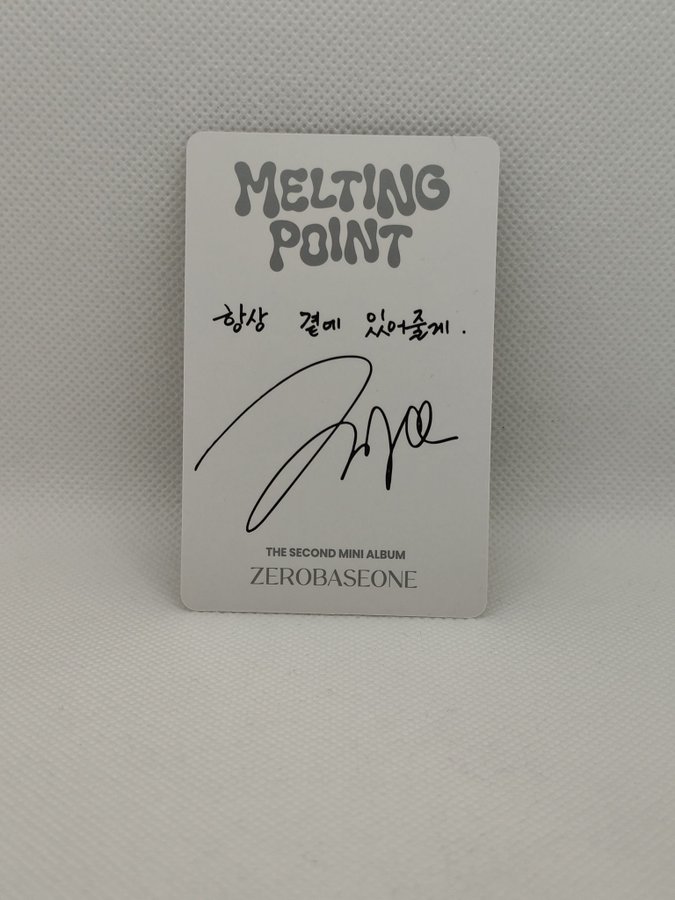 MELTING
POINT
항상 곁에 있어줄게.
THE SECOND MINI ALBUM
ZEROBASEONE